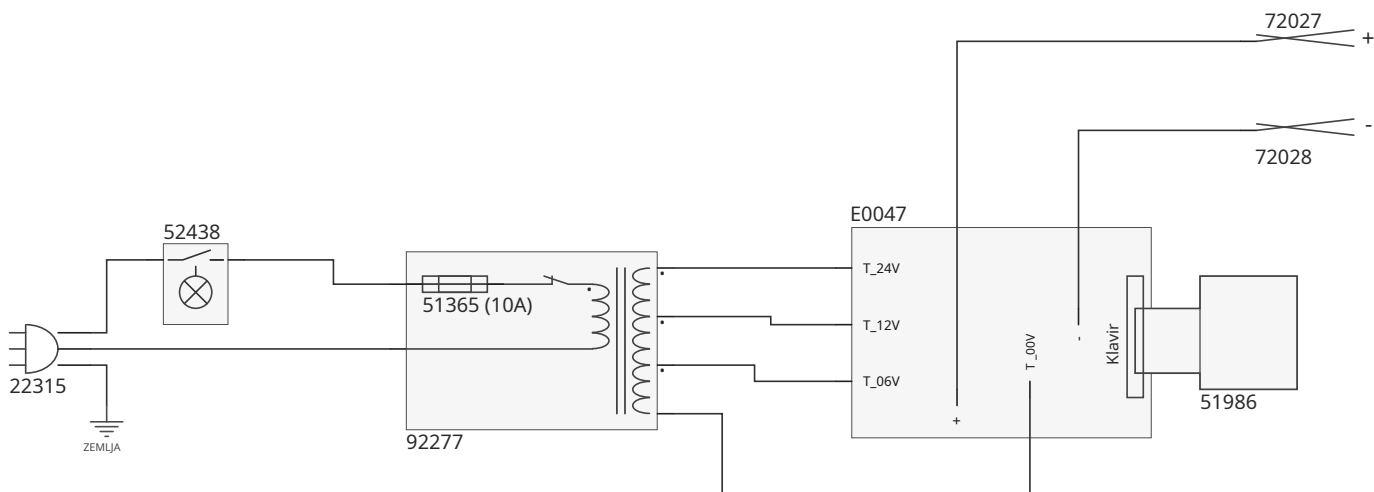 72027
+
-
72028
E0047
52438
T_24V
51365 (10A)
T_12V
-
T_00V
Klavir
22315
T_06V
51986
+
92277
ZEMLJA